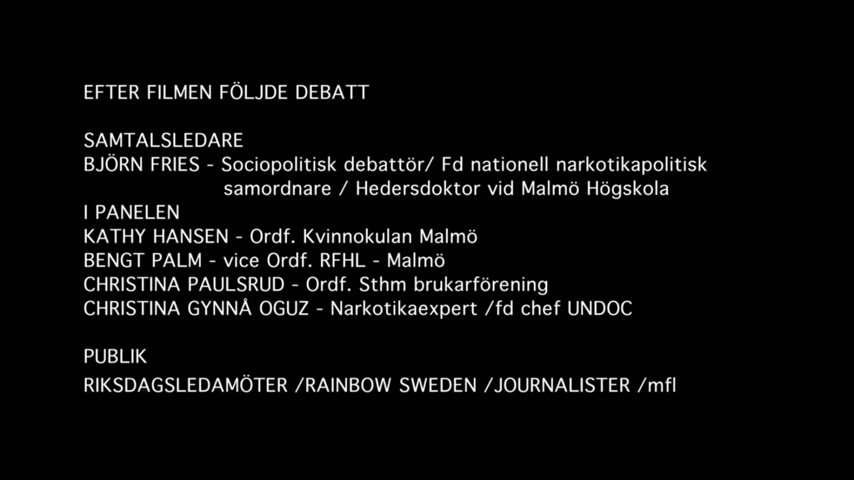 EFTER FILMEN FÖLJDE DEBATT
SAMTALSLEDARE
BJÖRN FRIES - Sociopolitisk debattör/ Fd nationell narkotikapolitisk
samordnare / Hedersdoktor vid Malmö Högskola
I PANELEN
KATHY HANSEN - Ordf. Kvinnokulan Malmö
BENGT PALM - vice Ordf. RFHL - Malmö
CHRISTINA PAULSRUD - Ordf. Sthm brukarförening
CHRISTINA GYNNÅ OGUZ - Narkotikaexpert /fd chef UNDOC
PUBLIK
RIKSDAGSLEDAMÖTER /RAINBOW SWEDEN /JOURNALISTER /mfl